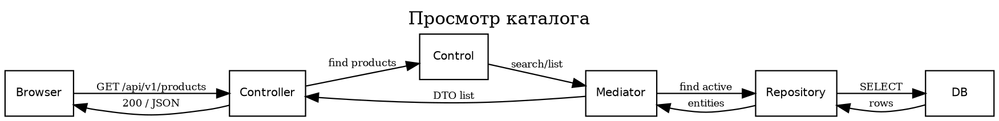 Просмотр каталога
Control
find products
search/list
Browser
GET /api/v1/products
200 / JSON
Controller
DTO list
Mediator
find active
entities
Repository
SELECT
rows
DB